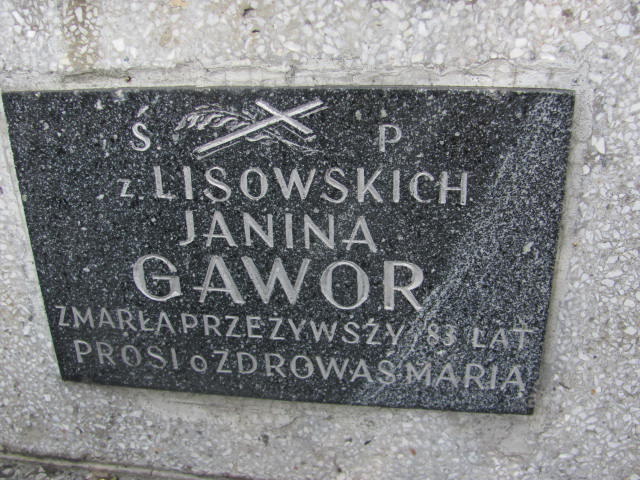 Ś. P
z LISOWSKICH
JANINA
GAWOR
ZMARŁA PRZEŻYWSZY 83 LAT
PROSI o ZDROWAŚ MARIA